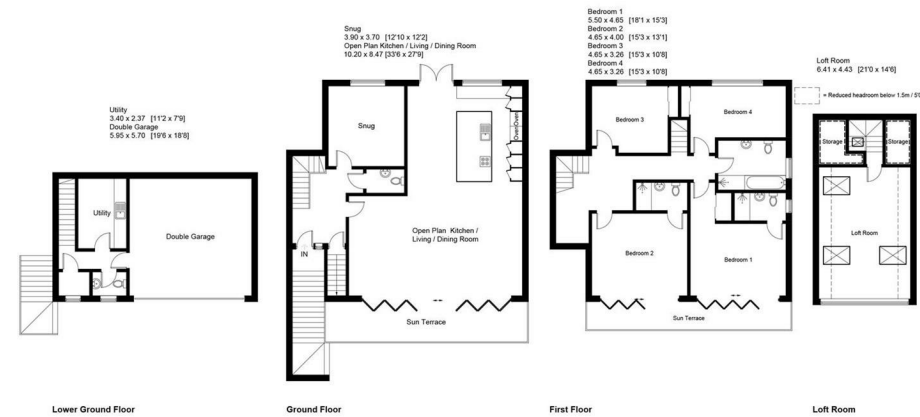 Utility
3.40 x 2.37 [11'2 x 7'9]
Double Garage
5.95 x 5.70 [19'6 x 18'8]
Utility
Double Garage
Lower Ground Floor
Snug
3.90 x 3.70 [12'10 x 12'2]
Open Plan Kitchen / Living / Dining Room
10.20 x 8.47 [33'6 x 27'9]
Snug
Oven Oven
Open Plan Kitchen /
Living / Dining Room
IN
Sun Terrace
Ground Floor
Bedroom 1
5.50 x 4.65 [18'1 x 15'3]
Bedroom 2
4.65 x 4.00 [15'3 x 13'1]
Bedroom 3
4.65 x 3.26 [15'3 x 10'8]
Bedroom 4
4.65 x 3.26 [15'3 x 10'8]
Bedroom 3
Bedroom 4
Bedroom 2
Bedroom 1
Sun Terrace
First Floor
Loft Room
6.41 x 4.43 [21'0 x 14'6]
= Reduced headroom below 1.5m / 5'0
Storage
Storage
Loft Room
Loft Room